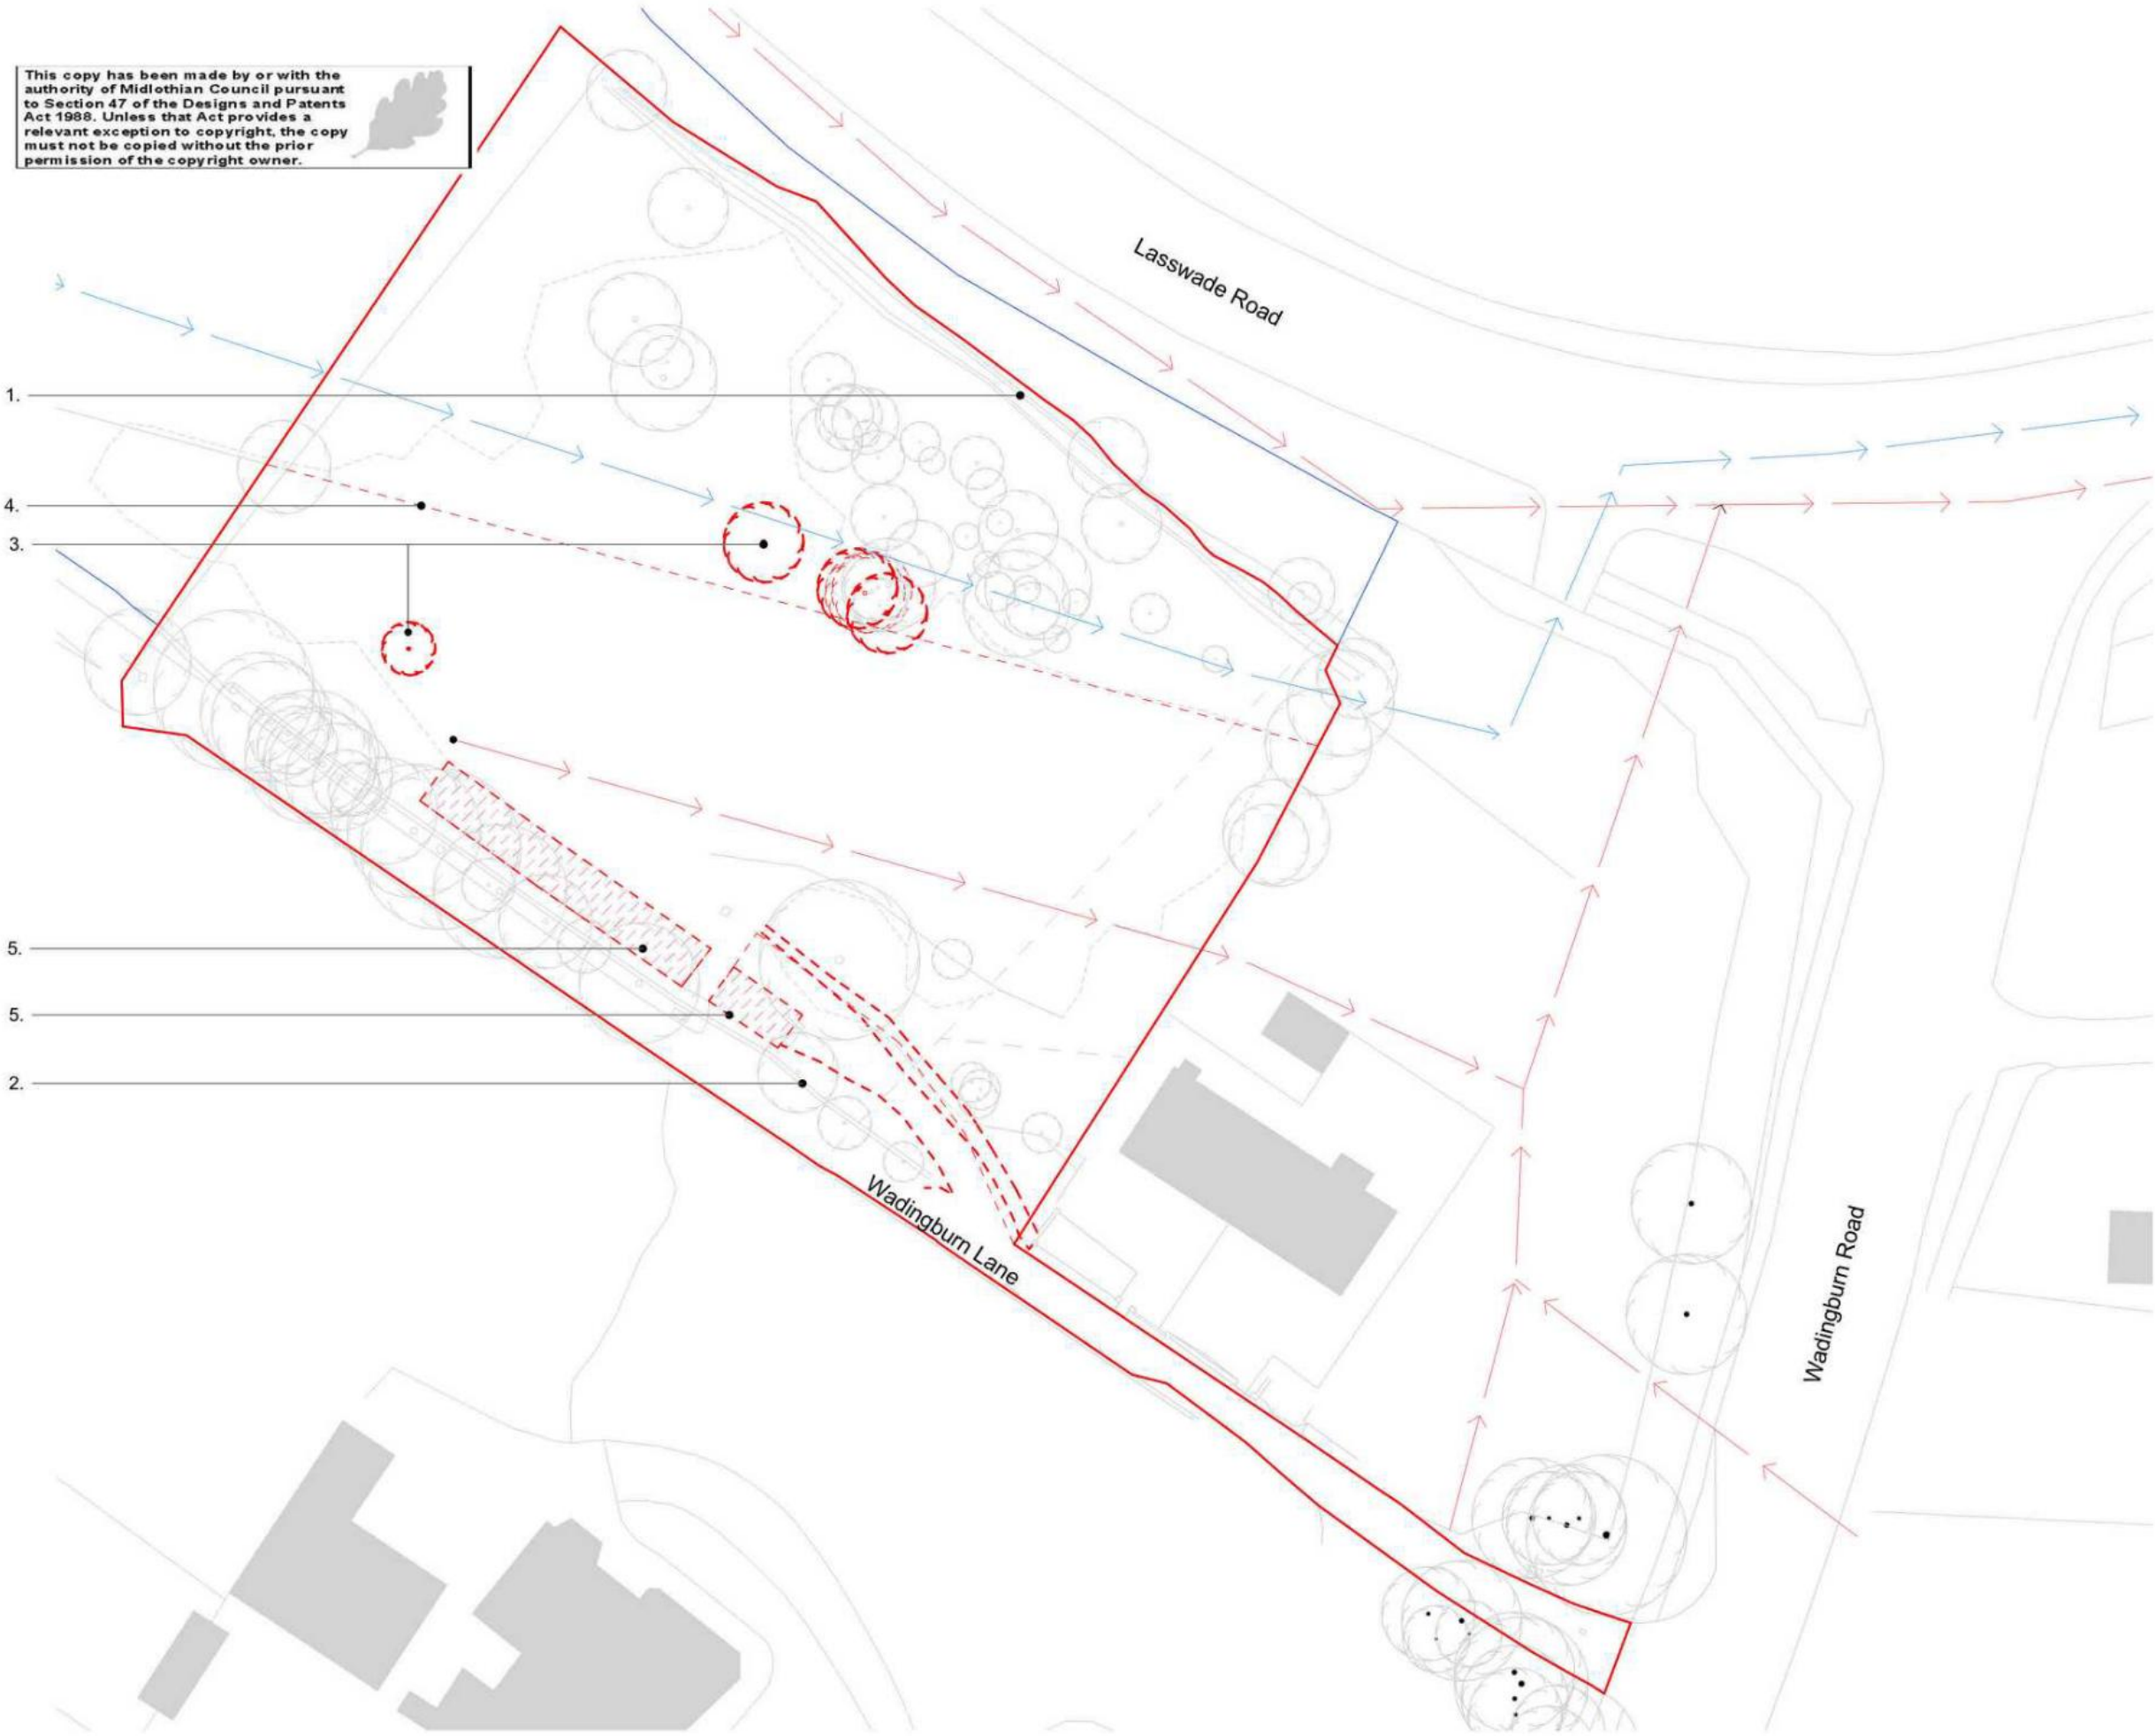 This copy has been made by or with the
authority of Midlothian Council pursuant
to Section 47 of the Designs and Patents
Act 1988. Unless that Act provides a
relevant exception to copyright, the copy
must not be copied without the prior
permission of the copyright owner.
Lasswade Road
1.
4.
3.
5.
5.
2.
Wadingburn Lane
Wadingburn Road